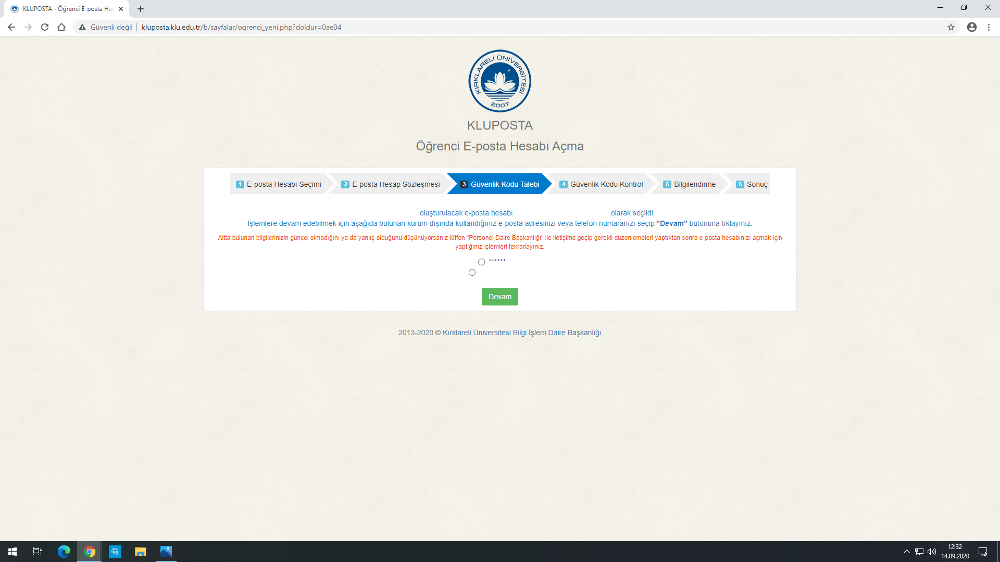 KLUPOSTA - Öğrenci E-posta Hes
Güvenli değil
kluposta.klu.edu.tr/b/sayfalar/ogrenci_yeni.php?doldur=0ae04
KIRKLARELİ ÜNİVERSİTESİ
2007
KLUPOSTA
Öğrenci E-posta Hesabı Açma
1 E-posta Hesabı Seçimi 2 E-posta Hesap Sözleşmesi 3 Güvenlik Kodu Talebi 4 Güvenlik Kodu Kontrol 5 Bilgilendirme 6 Sonuç
oluşturulacak e-posta hesabı olarak seçildi.
İşlemlere devam edebilmek için aşağıda bulunan kurum dışında kullandığınız e-posta adresinizi veya telefon numaranızı seçip "Devam" butonuna tıklayınız.
Altta bulunan bilgilerinizin güncel olmadığını ya da yanlış olduğunu düşünüyorsanız lütfen "Personel Daire Başkanlığı" ile iletişime geçip gerekli düzenlemeleri yaptıktan sonra e-posta hesabınızı açmak için
yaptığınız işlemleri tekrarlayınız.
******
Devam
2013-2020 © Kırklareli Üniversitesi Bilgi İşlem Daire Başkanlığı
12:32
14.09.2020